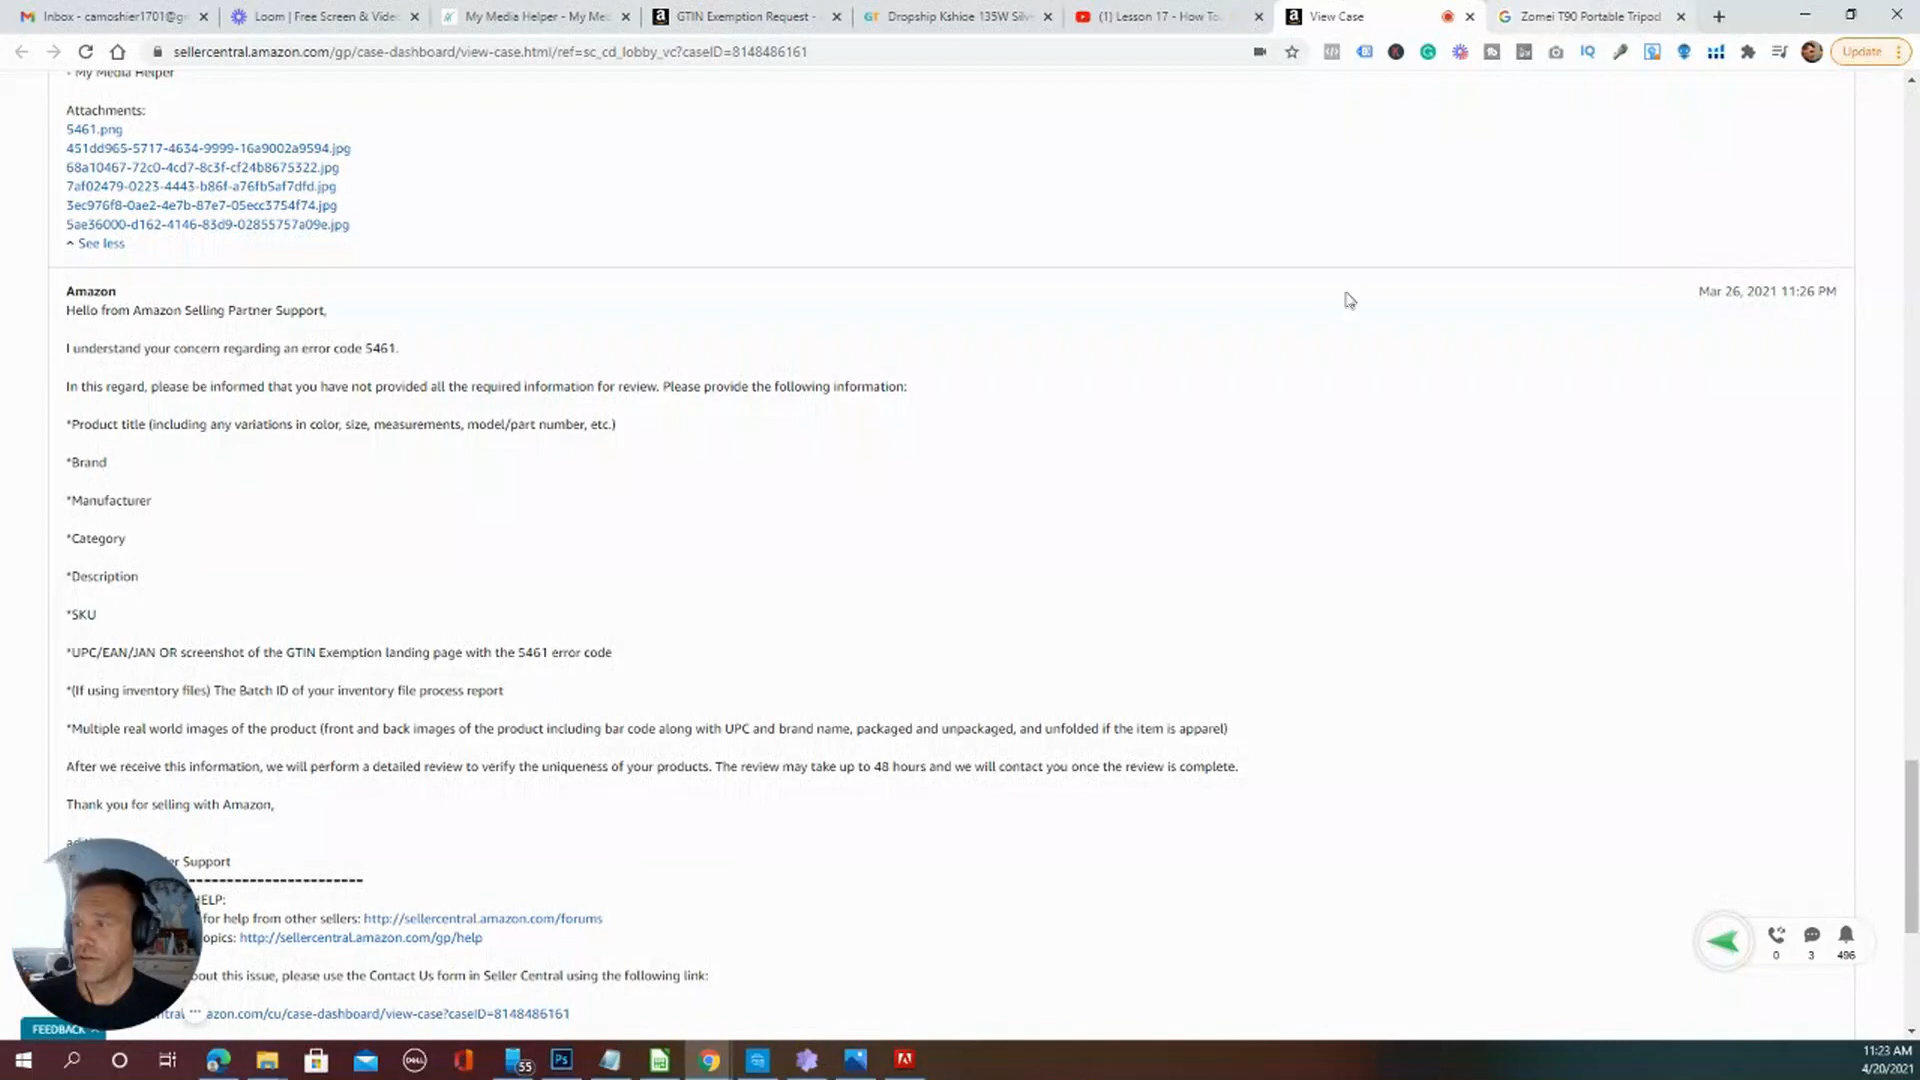 Inbox - camoshier1701@g
Loom | Free Screen & Vide
My Media Helper - My Me
GTIN Exemption Request -
Dropship Kshioe 135W Silv
(1) Lesson 17 - How To
View Case
Zomei T90 Portable Tripod
sellercentral.amazon.com/gp/case-dashboard/view-case.html/ref=sc_cd_lobby_vc?caseID=8148486161
Update
- My Media Helper
Attachments:
5461.png
451dd965-5717-4634-9999-16a9002a9594.jpg
68a10467-72c0-4cd7-8c3f-cf24b8675322.jpg
7af02479-0223-4443-b86f-a76fb5af7dfd.jpg
3ec976f8-0ae2-4e7b-87e7-05ecc3754f74.jpg
5ae36000-d162-4146-83d9-02855757a09e.jpg
^ See less
Amazon
Mar 26, 2021 11:26 PM
Hello from Amazon Selling Partner Support,
I understand your concern regarding an error code 5461.
In this regard, please be informed that you have not provided all the required information for review. Please provide the following information:
*Product title (including any variations in color, size, measurements, model/part number, etc.)
*Brand
*Manufacturer
*Category
*Description
*SKU
*UPC/EAN/JAN OR screenshot of the GTIN Exemption landing page with the 5461 error code
*(If using inventory files) The Batch ID of your inventory file process report
*Multiple real world images of the product (front and back images of the product including bar code along with UPC and brand name, packaged and unpackaged, and unfolded if the item is apparel)
After we receive this information, we will perform a detailed review to verify the uniqueness of your products. The review may take up to 48 hours and we will contact you once the review is complete.
Thank you for selling with Amazon,
Support
--------------------------------------
HELP:
for help from other sellers: http://sellercentral.amazon.com/forums
opics: http://sellercentral.amazon.com/gp/help
out this issue, please use the Contact Us form in Seller Central using the following link:
azon.com/cu/case-dashboard/view-case?caseID=8148486161
FEEDBACK
0
3
496
55
Ps
DELL
11:23 AM
4/20/2021